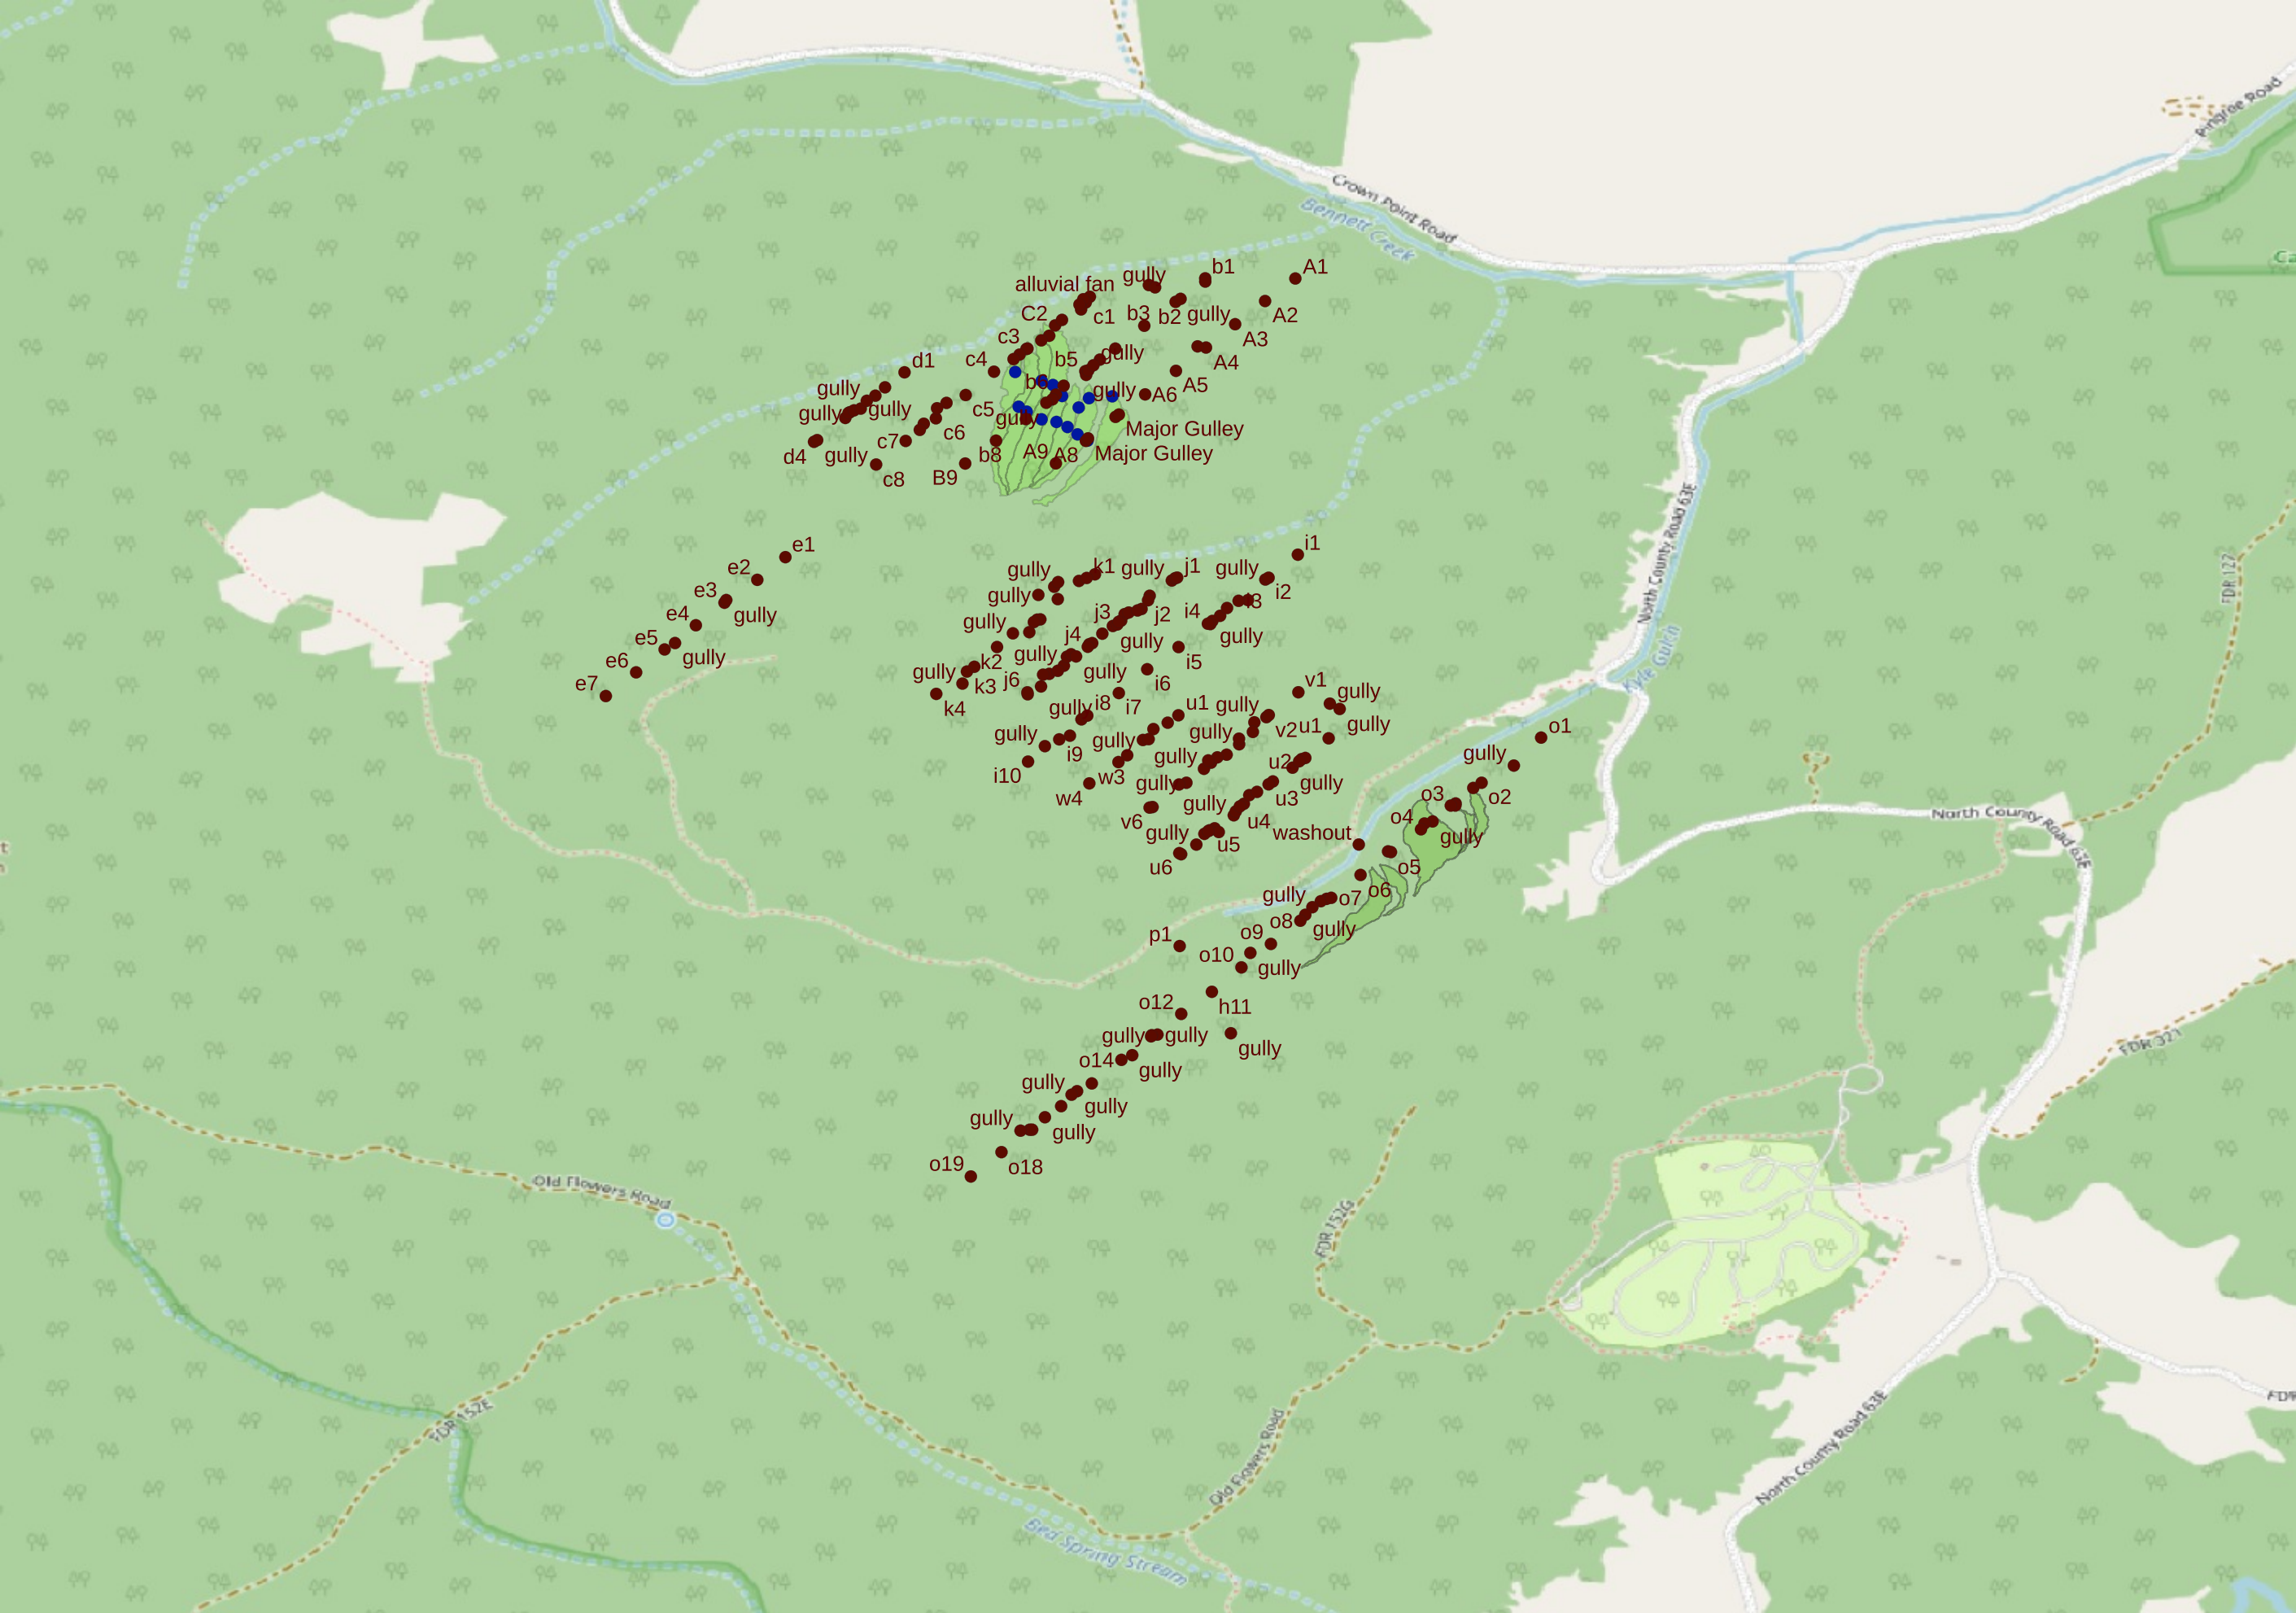 Pingree Road
Crown Point Road
Bennett Creek
Ca
b1
A1
gully
alluvial fan
C2
c1
b3
b2
gully
A2
c3
A3
c4
b5
gully
A4
d1
gully
b6
gully
A6
A5
gully
gully
c5
gully
c7
c6
Major Gulley
d4
gully
b8
A9
A8
Major Gulley
c8
B9
FDR 122
North County Road 63E
e1
i1
e2
gully
k1
gully
j1
gully
e3
gully
i2
e4
gully
gully
j3
j2
i4
i3
e5
gully
j4
gully
gully
e6
gully
k2
gully
gully
i5
e7
k3
j6
i6
Kyle Gulch
k4
gully
i8
i7
u1
gully
v1
gully
gully
gully
gully
gully
v2
u1
o1
i10
i9
w3
gully
u2
gully
w4
gully
gully
u3
gully
o3
o2
North County Road 63E
v6
gully
u4
washout
o4
gully
u5
u6
o5
gully
o7
o6
p1
o9
o8
gully
o10
gully
o12
h11
gully
gully
gully
o14
gully
FDR 321
gully
gully
gully
gully
o19
o18
Old Flowers Road
FDR 152G
FDR 152E
Old Flowers Road
North County Road 63E
FDR
Bed Spring Stream